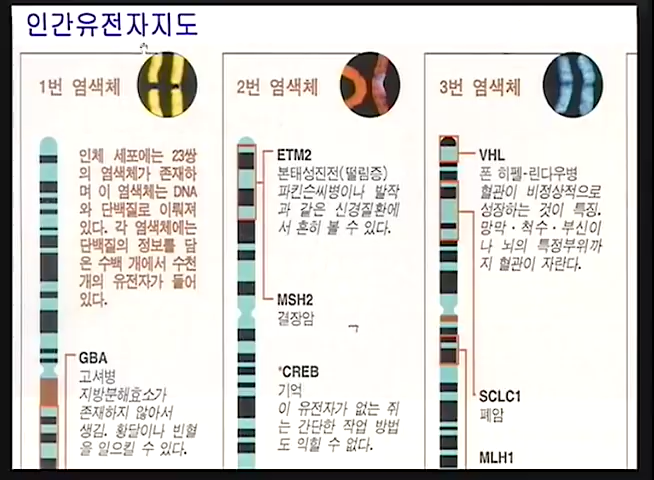 인간유전자지도
1번 염색체
인체 세포에는 23쌍
의 염색체가 존재하
며 이 염색체는 DNA
와 단백질로 이뤄져
있다. 각 염색체에는
단백질의 정보를 담
은 수백 개에서 수천
개의 유전자가 들어
있다.
GBA
고셔병
지방분해효소가
존재하지 않아서
생김. 황달이나 빈혈
을 일으킬 수 있다.
2번 염색체
ETM2
본태성진전(떨림증)
파킨슨씨병이나 발작
과 같은 신경질환에
서 흔히 볼 수 있다.
MSH2
결장암
*CREB
기억
이 유전자가 없는 쥐
는 간단한 작업 방법
도 익힐 수 없다.
3번 염색체
VHL
폰 히펠-린다우병
혈관이 비정상적으로
성장하는 것이 특징.
망막·척수·부신이
나 뇌의 특정부위까
지 혈관이 자란다.
SCLC1
폐암
MLH1